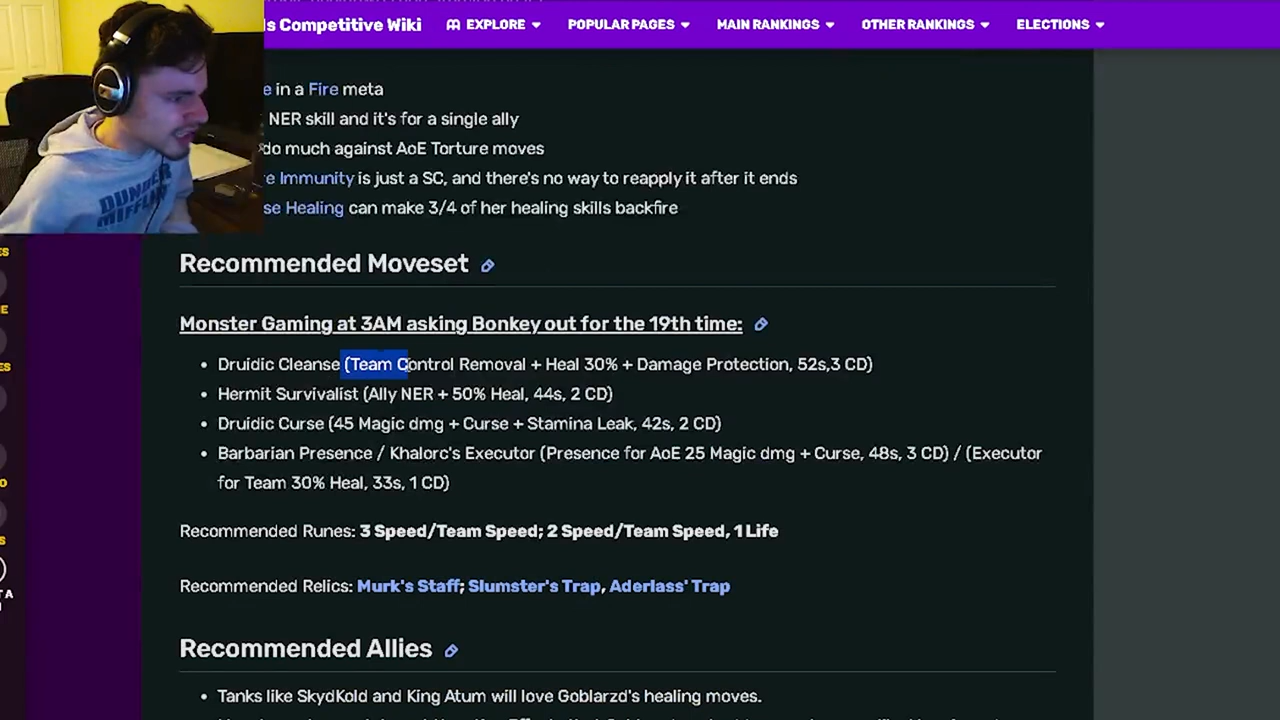 ls Competitive Wiki
EXPLORE
POPULAR PAGES
MAIN RANKINGS
OTHER RANKINGS
ELECTIONS
in a Fire meta
NER skill and it's for a single ally
do much against AoE Torture moves
Immunity is just a SC, and there's no way to reapply it after it ends
Healing can make 3/4 of her healing skills backfire
DUNDER
MIFFLIN
Recommended Moveset
Monster Gaming at 3AM asking Bonkey out for the 19th time:
• Druidic Cleanse (Team Control Removal + Heal 30% + Damage Protection, 52s,3 CD)
• Hermit Survivalist (Ally NER + 50% Heal, 44s, 2 CD)
• Druidic Curse (45 Magic dmg + Curse + Stamina Leak, 42s, 2 CD)
• Barbarian Presence / Khalorc's Executor (Presence for AoE 25 Magic dmg + Curse, 48s, 3 CD) / (Executor
for Team 30% Heal, 33s, 1 CD)
Recommended Runes: 3 Speed/Team Speed; 2 Speed/Team Speed, 1 Life
Recommended Relics: Murk's Staff; Slumster's Trap, Aderlass' Trap
Recommended Allies
• Tanks like SkydKold and King Atum will love Goblarzd's healing moves.